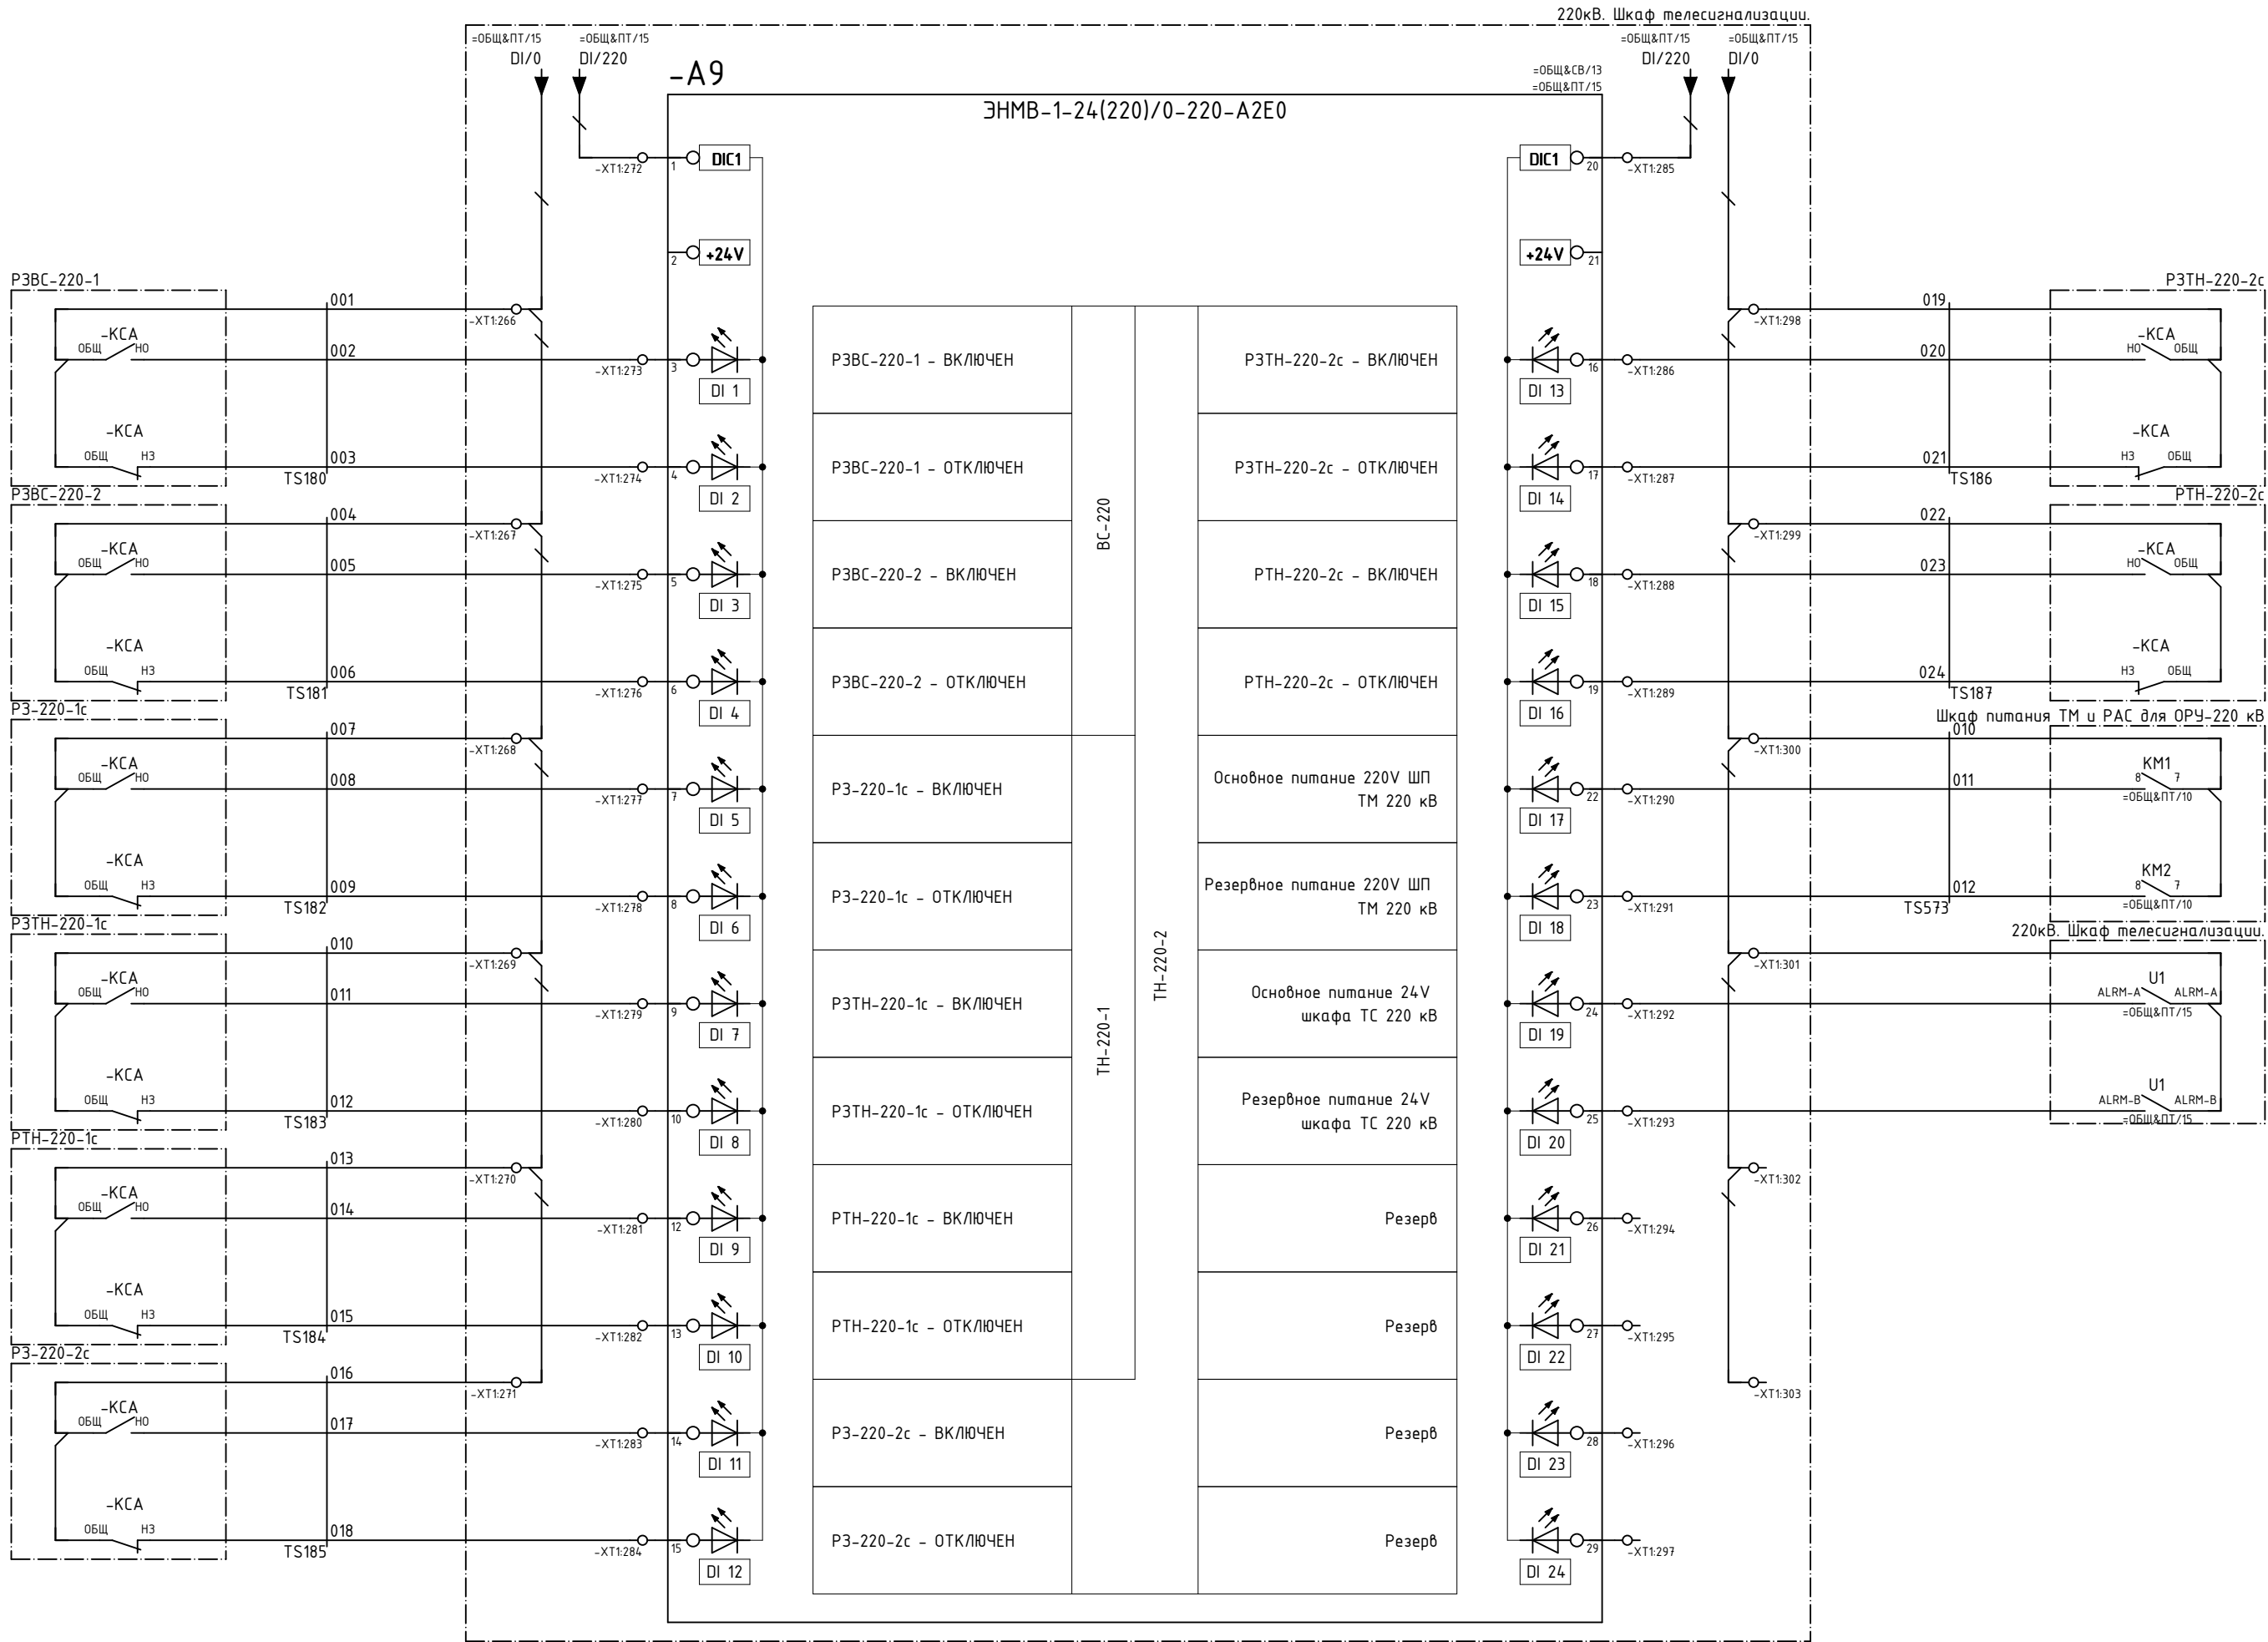 220кВ. Шкаф телесигнализации.
=ОБЩ&ПТ/15
DI/0
=ОБЩ&ПТ/15
DI/220
=ОБЩ&ПТ/15
DI/220
=ОБЩ&ПТ/15
DI/0
-A9
=ОБЩ&СВ/13
=ОБЩ&ПТ/15
ЭНМВ-1-24(220)/0-220-А2Е0
-XT1:272
1
DIC1
2
+24V
DIC1
20
-XT1:285
+24V
21
РЗВС-220-1
001
-XT1:266
-КСА
ОБЩ
НО
002
-XT1:273
3
DI 1
РЗВС-220-1 - ВКЛЮЧЕН
-КСА
ОБЩ
НЗ
003
TS180
-XT1:274
4
DI 2
РЗВС-220-1 - ОТКЛЮЧЕН
РЗВС-220-2
004
-XT1:267
-КСА
ОБЩ
НО
005
-XT1:275
5
DI 3
РЗВС-220-2 - ВКЛЮЧЕН
-КСА
ОБЩ
НЗ
006
TS181
-XT1:276
6
DI 4
РЗВС-220-2 - ОТКЛЮЧЕН
РЗ-220-1с
007
-XT1:268
-КСА
ОБЩ
НО
008
-XT1:277
7
DI 5
РЗ-220-1с - ВКЛЮЧЕН
-КСА
ОБЩ
НЗ
009
TS182
-XT1:278
8
DI 6
РЗ-220-1с - ОТКЛЮЧЕН
РЗТН-220-1с
010
-XT1:269
-КСА
ОБЩ
НО
011
-XT1:279
9
DI 7
РЗТН-220-1с - ВКЛЮЧЕН
-КСА
ОБЩ
НЗ
012
TS183
-XT1:280
10
DI 8
РЗТН-220-1с - ОТКЛЮЧЕН
РТН-220-1с
013
-XT1:270
-КСА
ОБЩ
НО
014
-XT1:281
12
DI 9
РТН-220-1с - ВКЛЮЧЕН
-КСА
ОБЩ
НЗ
015
TS184
-XT1:282
13
DI 10
РТН-220-1с - ОТКЛЮЧЕН
РЗ-220-2с
016
-XT1:271
-КСА
ОБЩ
НО
017
-XT1:283
14
DI 11
РЗ-220-2с - ВКЛЮЧЕН
-КСА
ОБЩ
НЗ
018
TS185
-XT1:284
15
DI 12
РЗ-220-2с - ОТКЛЮЧЕН
ВС-220
ТН-220-1
ТН-220-2
РЗТН-220-2с
019
-XT1:298
РЗТН-220-2с - ВКЛЮЧЕН
DI 13
16
-XT1:286
020
-КСА
НО
ОБЩ
РЗТН-220-2с - ОТКЛЮЧЕН
DI 14
17
-XT1:287
021
TS186
-КСА
НЗ
ОБЩ
РТН-220-2с
022
-XT1:299
РТН-220-2с - ВКЛЮЧЕН
DI 15
18
-XT1:288
023
-КСА
НО
ОБЩ
РТН-220-2с - ОТКЛЮЧЕН
DI 16
19
-XT1:289
024
TS187
-КСА
НЗ
ОБЩ
Шкаф питания ТМ и РАС для ОРУ-220 кВ
010
-XT1:300
Основное питание 220V ШП
ТМ 220 кВ
DI 17
22
-XT1:290
011
КМ1
8
7
=ОБЩ&ПТ/10
Резервное питание 220V ШП
ТМ 220 кВ
DI 18
23
-XT1:291
012
TS573
КМ2
8
7
=ОБЩ&ПТ/10
220кВ. Шкаф телесигнализации.
-XT1:301
Основное питание 24V
шкафа ТС 220 кВ
DI 19
24
-XT1:292
U1
ALRM-A
ALRM-A
=ОБЩ&ПТ/15
Резервное питание 24V
шкафа ТС 220 кВ
DI 20
25
-XT1:293
U1
ALRM-B
ALRM-B
=ОБЩ&ПТ/15
-XT1:302
Резерв
DI 21
26
-XT1:294
Резерв
DI 22
27
-XT1:295
-XT1:303
Резерв
DI 23
28
-XT1:296
Резерв
DI 24
29
-XT1:297